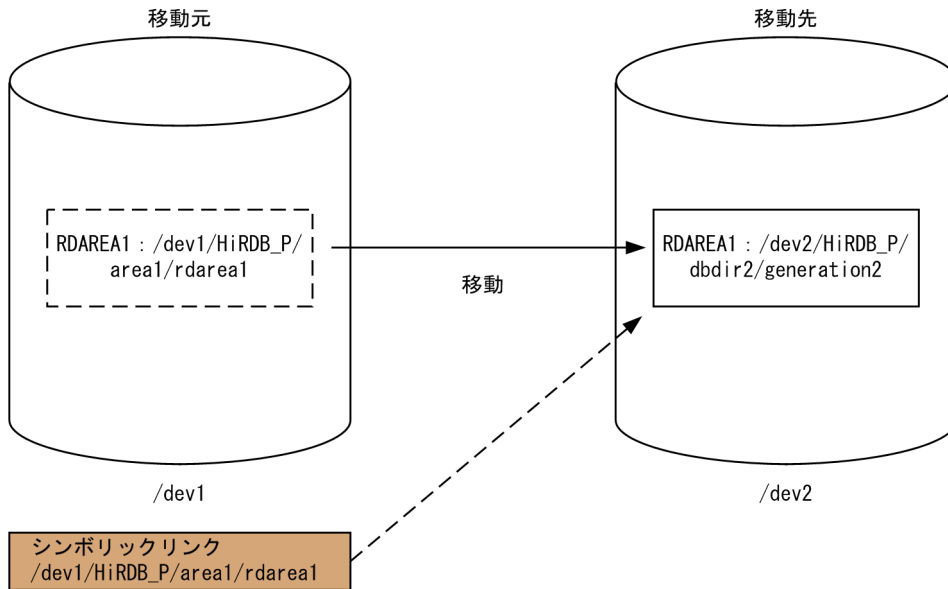 移動元
移動先
RDAREA1：/dev1/HiRDB_P/
area1/rdarea1
移動
RDAREA1：/dev2/HiRDB_P/
dbdir2/generation2
/dev1
/dev2
シンボリックリンク
/dev1/HiRDB_P/area1/rdarea1